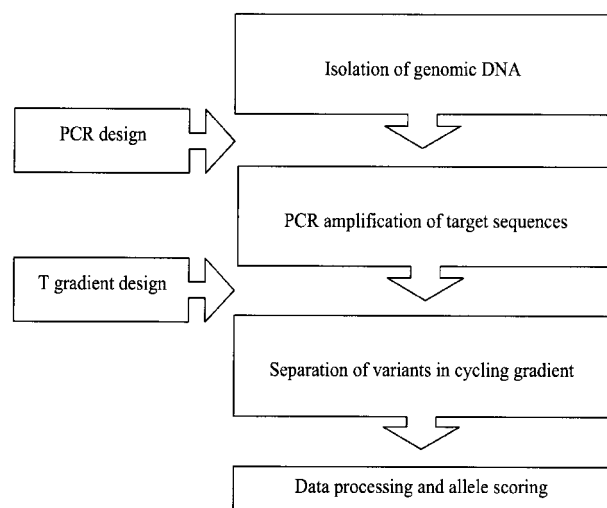 Isolation of genomic DNA
PCR design
PCR amplification of target sequences
T gradient design
Separation of variants in cycling gradient
Data processing and allele scoring